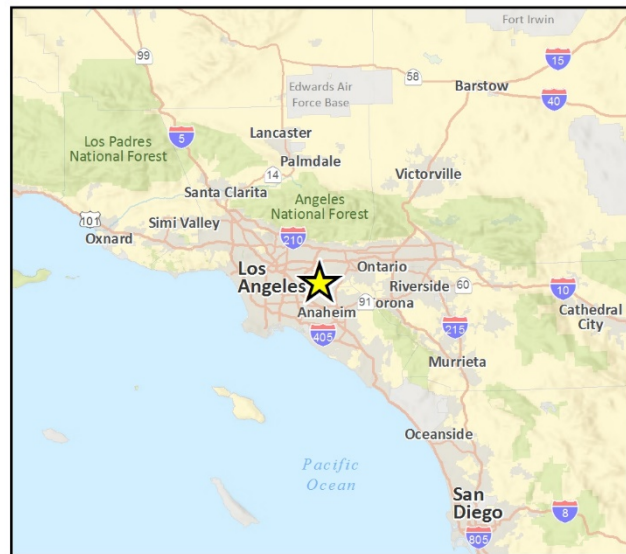 Fort Irwin
99
15
58
Edwards Air
Force Base
Barstow
40
Los Padres
National Forest
5
Lancaster
Palmdale
14
Victorville
Santa Clarita
Angeles
National Forest
101
Simi Valley
Oxnard
210
Los
Angeles
Ontario
Riverside
60
10
91
orona
Anaheim
Cathedral
City
405
215
Murrieta
Oceanside
Pacific
Ocean
San
Diego
8
805